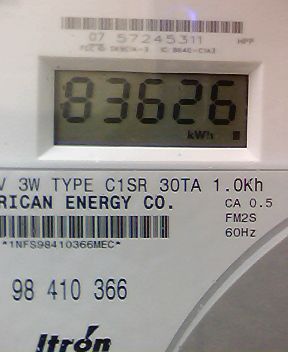 07 57245311
83626
kWh
V 3W TYPE C1SR 30TA 1.0Kh
RICAN ENERGY CO.
CA 0.5
FM2S
60Hz
*1NFS98410366MEC*
98 410 366
Itron